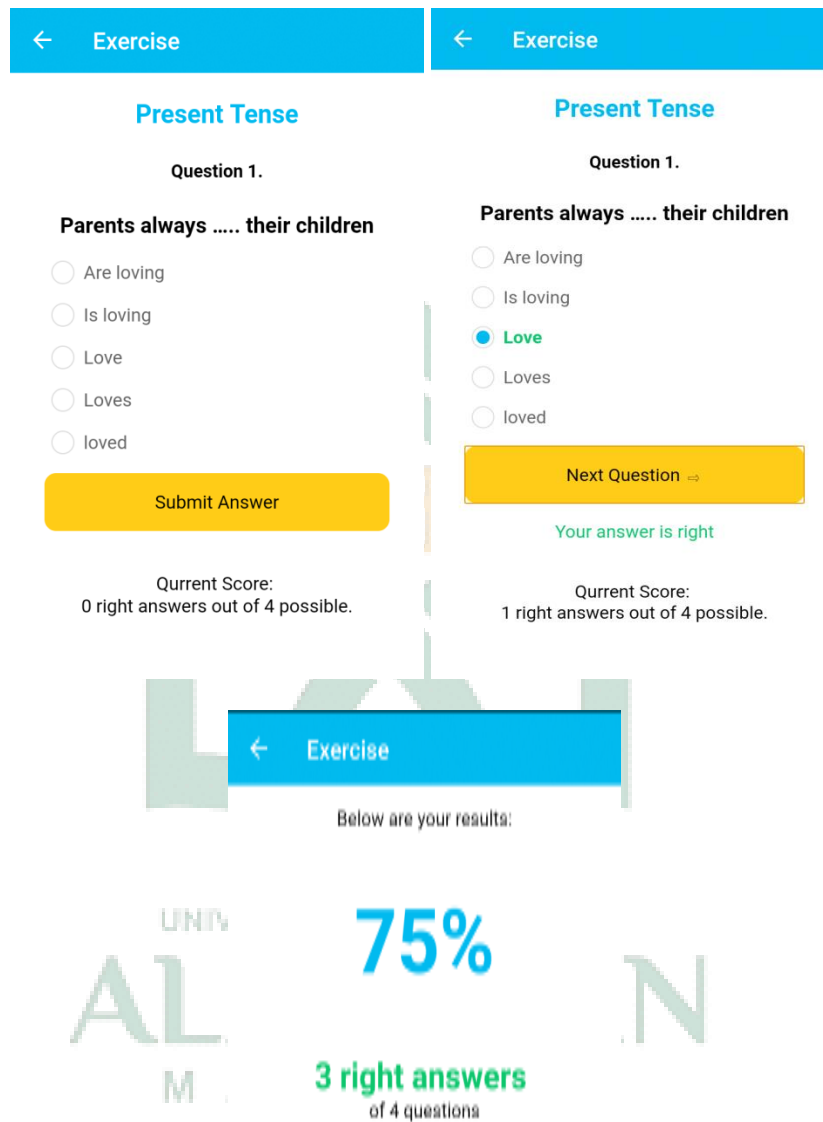 ← Exercise
Present Tense
Question 1.
Parents always ..... their children
Are loving
Is loving
Love
Loves
loved
Submit Answer
Qurrent Score:
0 right answers out of 4 possible.
← Exercise
Present Tense
Question 1.
Parents always ..... their children
Are loving
Is loving
Love
Loves
loved
Next Question ⇨
Your answer is right
Qurrent Score:
1 right answers out of 4 possible.
← Exercise
Below are your results:
75%
3 right answers
of 4 questions